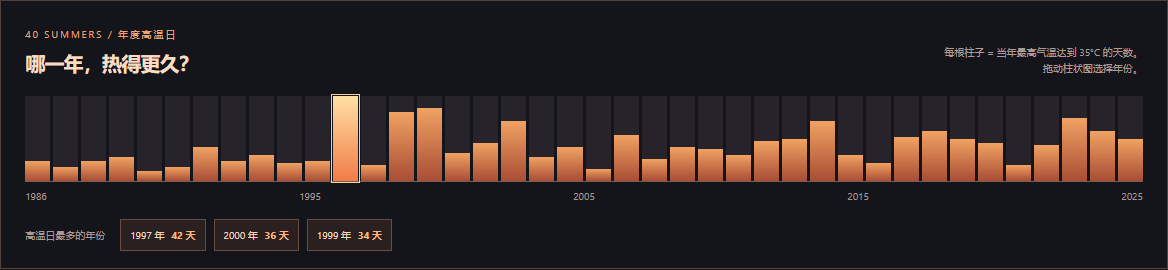 40 SUMMERS / 年度高温日
哪一年，热得更久？
每根柱子 = 当年最高气温达到 35°C 的天数。
拖动柱状图选择年份。
1986 1995 2005 2015 2025
高温日最多的年份 1997 年 42 天 2000 年 36 天 1999 年 34 天